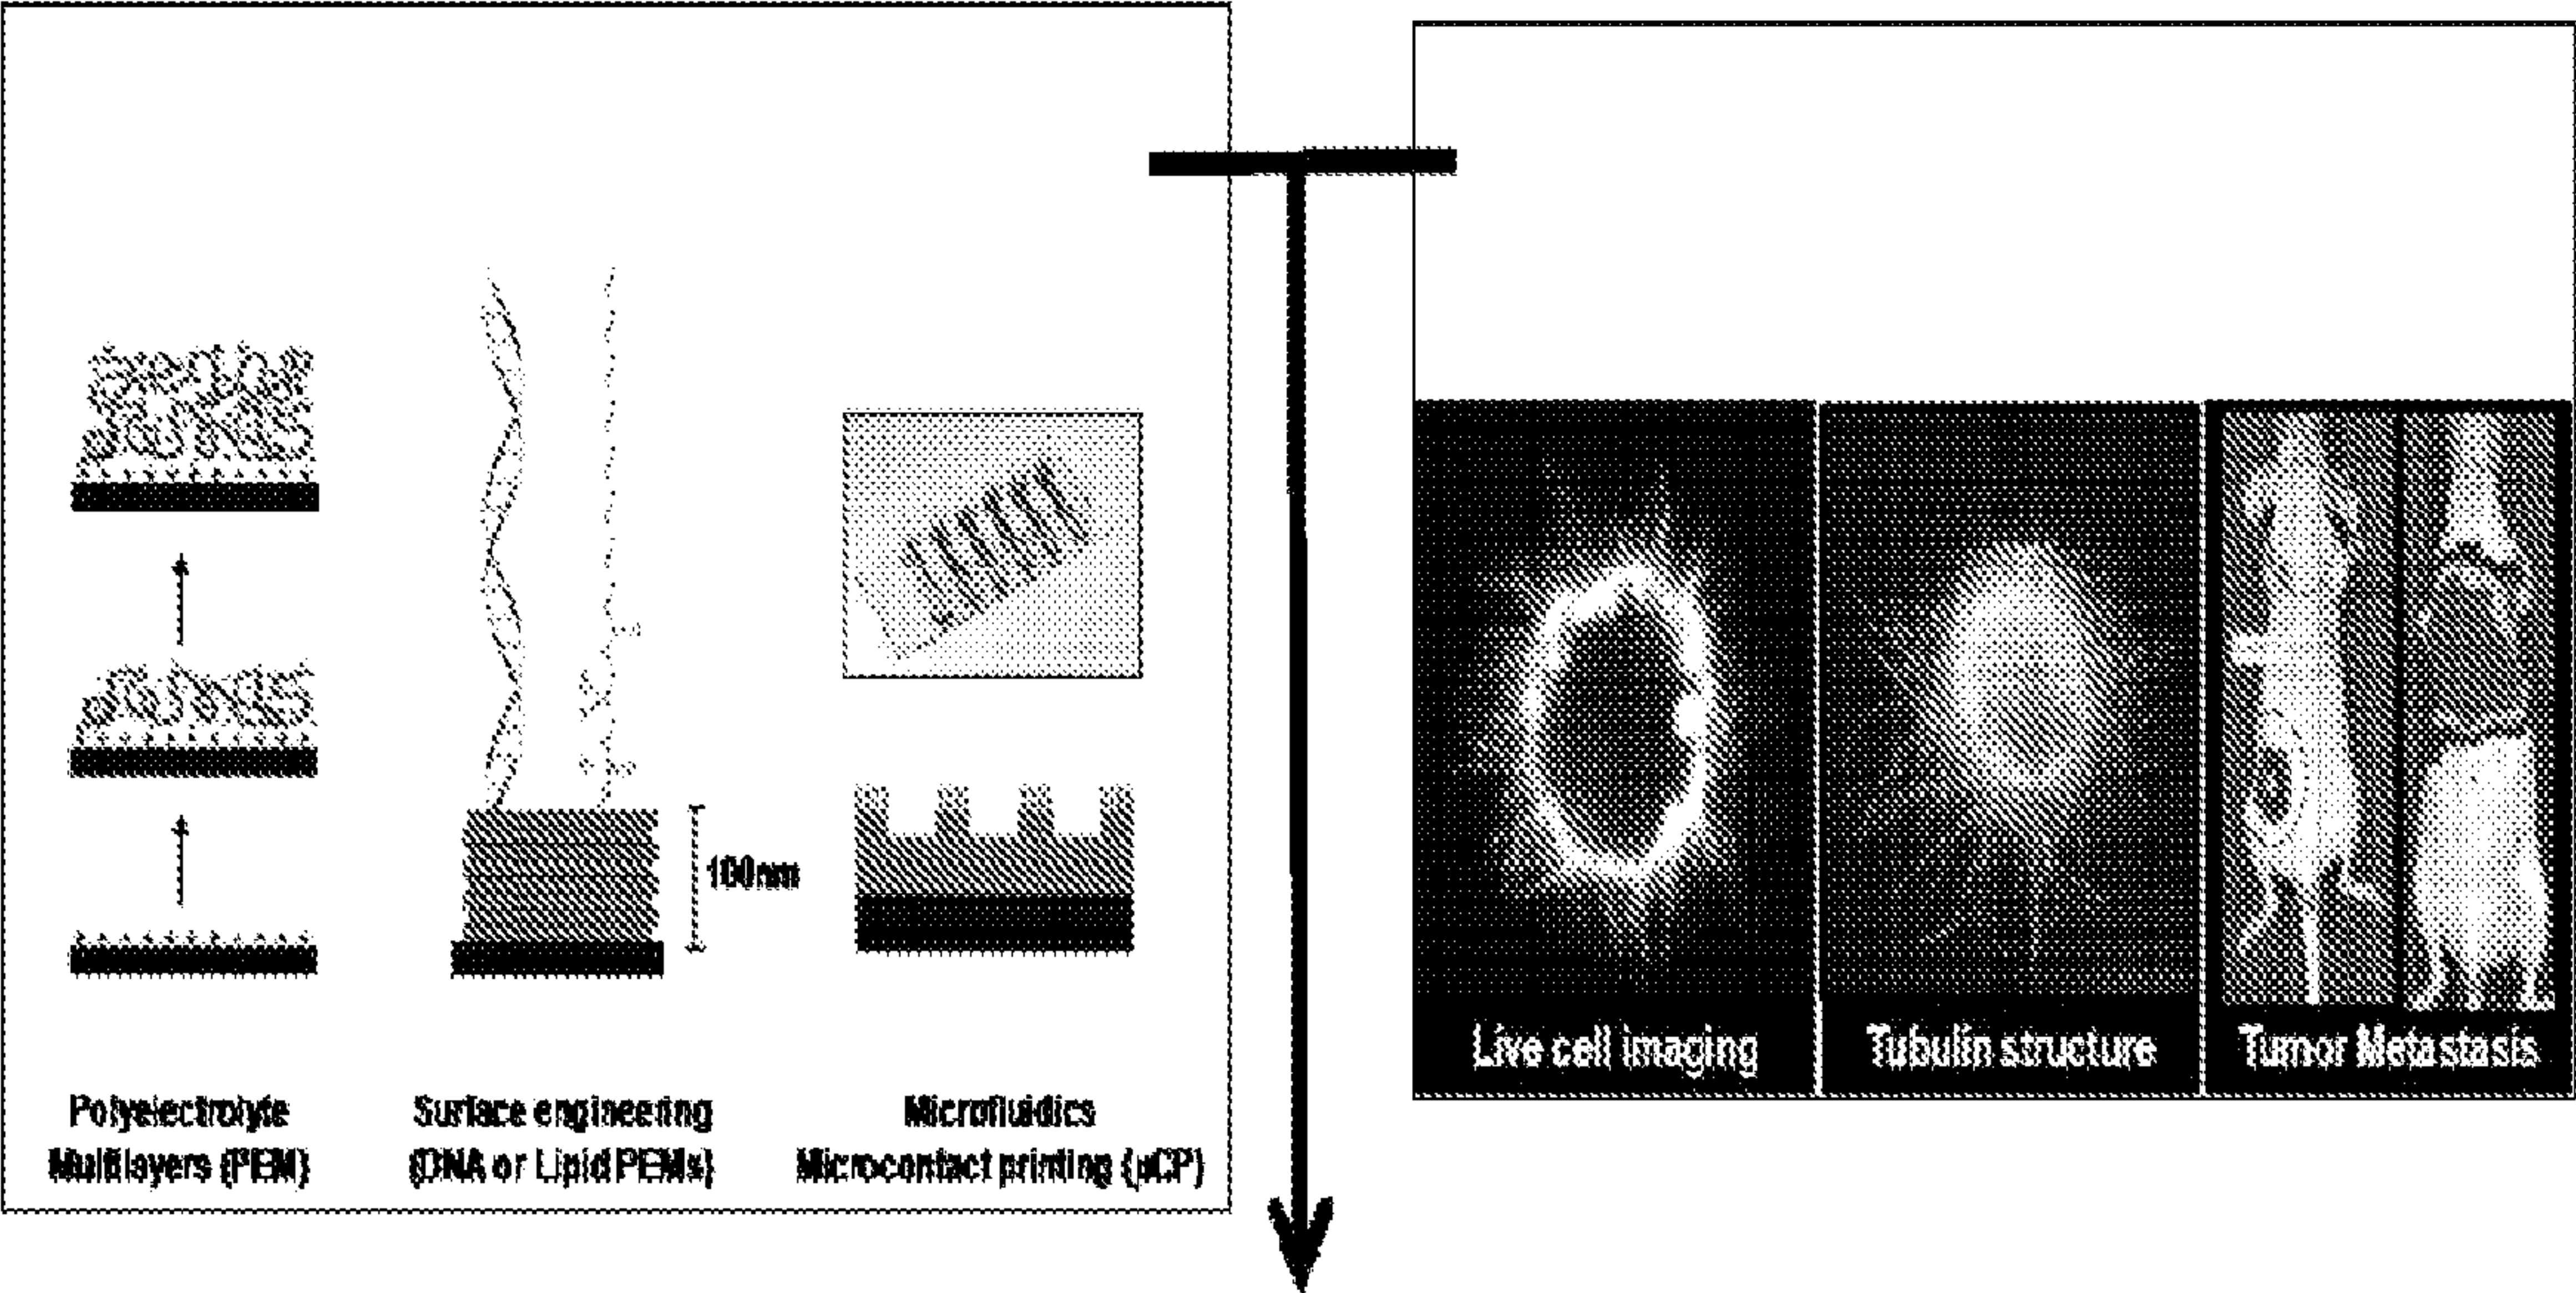 100nm
Polyelectrolyte
Multilayers (PEM)
Surface engineering
(DNA or Lipid PEMs)
Microfluidics
Microcontact printing (µCP)
Live cell imaging
Tubulin structure
Tumor Metastasis